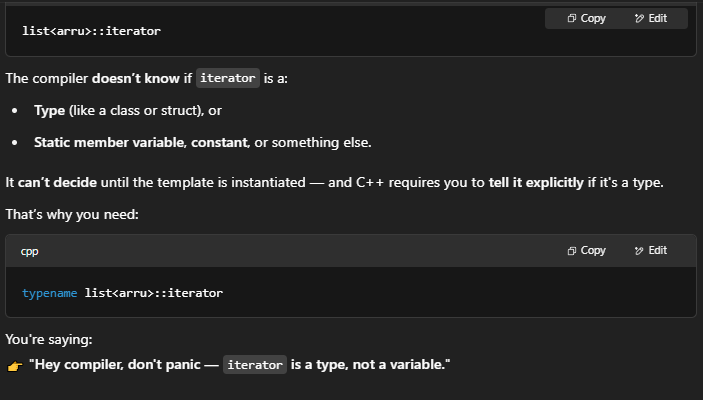 Copy Edit
list<arru>::iterator
The compiler doesn’t know if iterator is a:
• Type (like a class or struct), or
• Static member variable, constant, or something else.
It can’t decide until the template is instantiated — and C++ requires you to tell it explicitly if it's a type.
That’s why you need:
cpp Copy Edit
typename list<arru>::iterator
You're saying:
👉 "Hey compiler, don't panic — iterator is a type, not a variable."